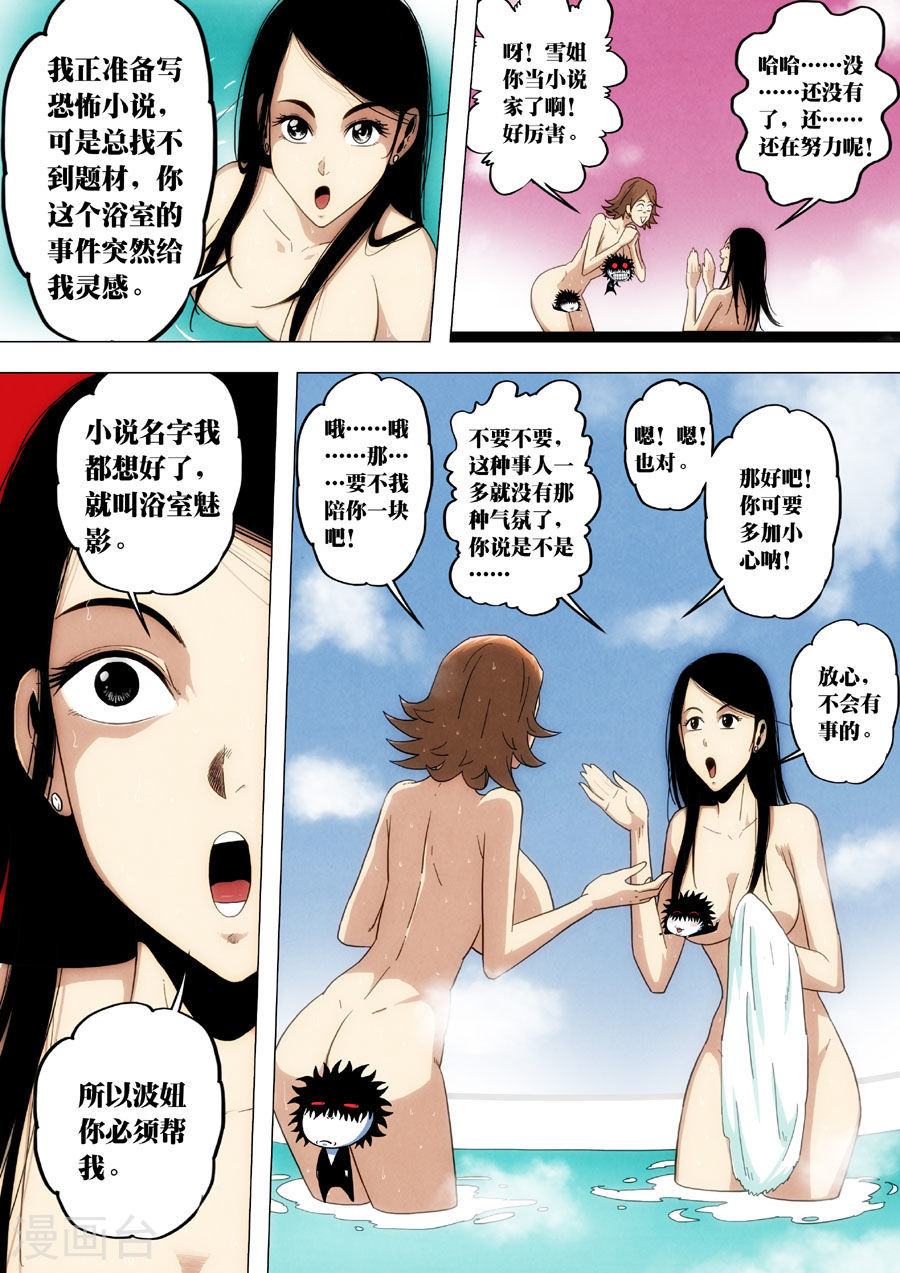 我正准备写
恐怖小说，
可是总找不
到题材，你
这个浴室的
事件突然给
我灵感。
呀！雪姐
你当小说
家了啊！
好厉害。
哈哈……没
……还没有
了，还……
还在努力呢！
小说名字我
都想好了，
就叫浴室魅
影。
所以波妞
你必须帮
我。
哦……哦
……那…
…要不我
陪你一块
吧！
不要不要，
这种事人一
多就没有那
种气氛了，
你说是不是
……
嗯！嗯！
也对。
那好吧！
你可要
多加小
心呐！
放心，
不会有
事的。
漫画台